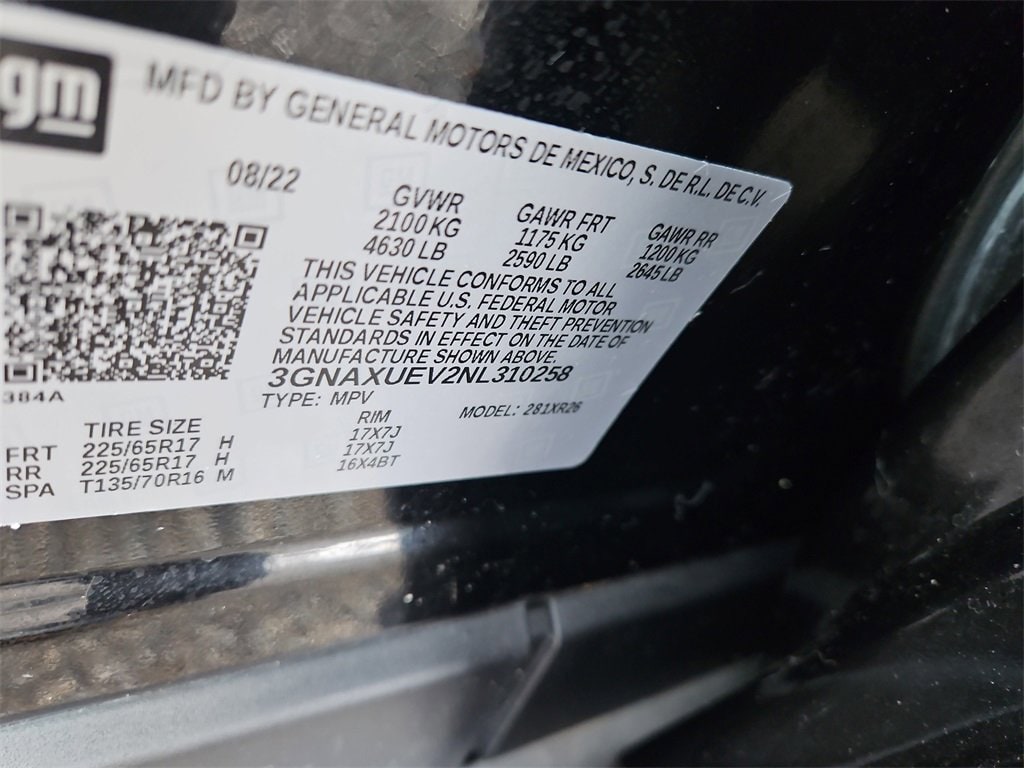 gm
MFD BY GENERAL MOTORS DE MEXICO, S. DE R.L. DE C.V.
08/22
GVWR GAWR FRT GAWR RR
2100 KG 1175 KG 1200 KG
4630 LB 2590 LB 2645 LB
THIS VEHICLE CONFORMS TO ALL
APPLICABLE U.S. FEDERAL MOTOR
VEHICLE SAFETY AND THEFT PREVENTION
STANDARDS IN EFFECT ON THE DATE OF
MANUFACTURE SHOWN ABOVE.
3GNAXUEV2NL310258
384A
TYPE: MPV MODEL: 281XR26
TIRE SIZE RIM
FRT 225/65R17 H 17X7J
RR 225/65R17 H 17X7J
SPA T135/70R16 M 16X4BT